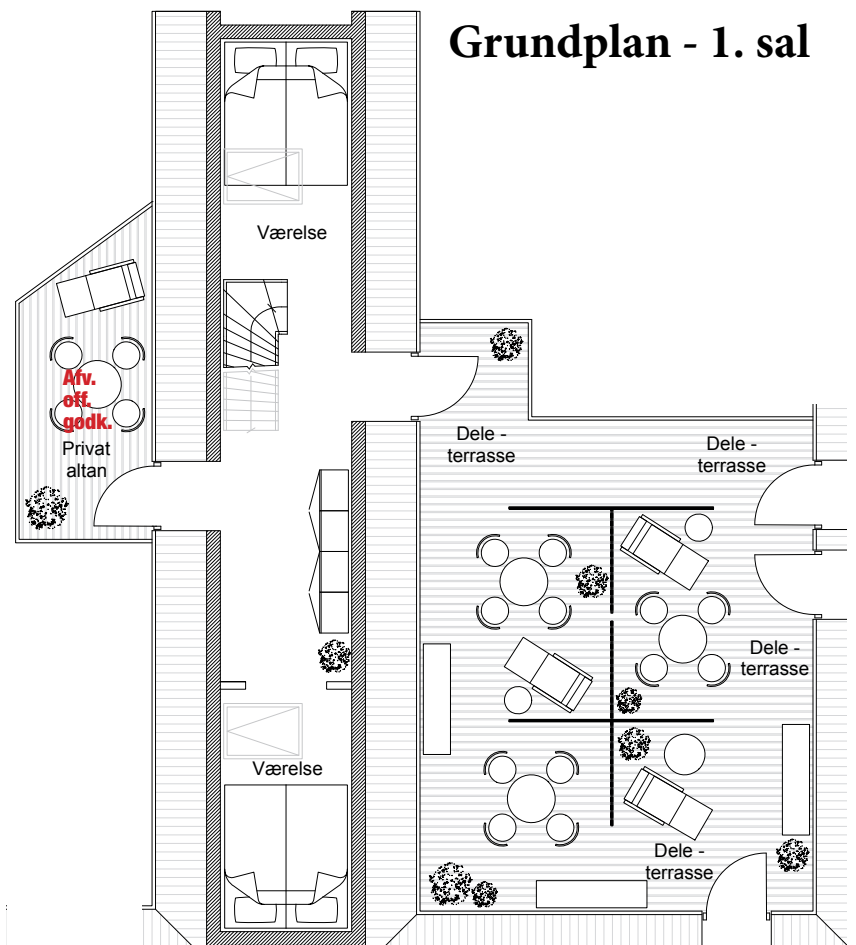 Grundplan - 1. sal
Værelse
Afv.
off.
godk.
Privat
altan
Dele -
terrasse
Dele -
terrasse
Dele -
terrasse
Værelse
Dele -
terrasse